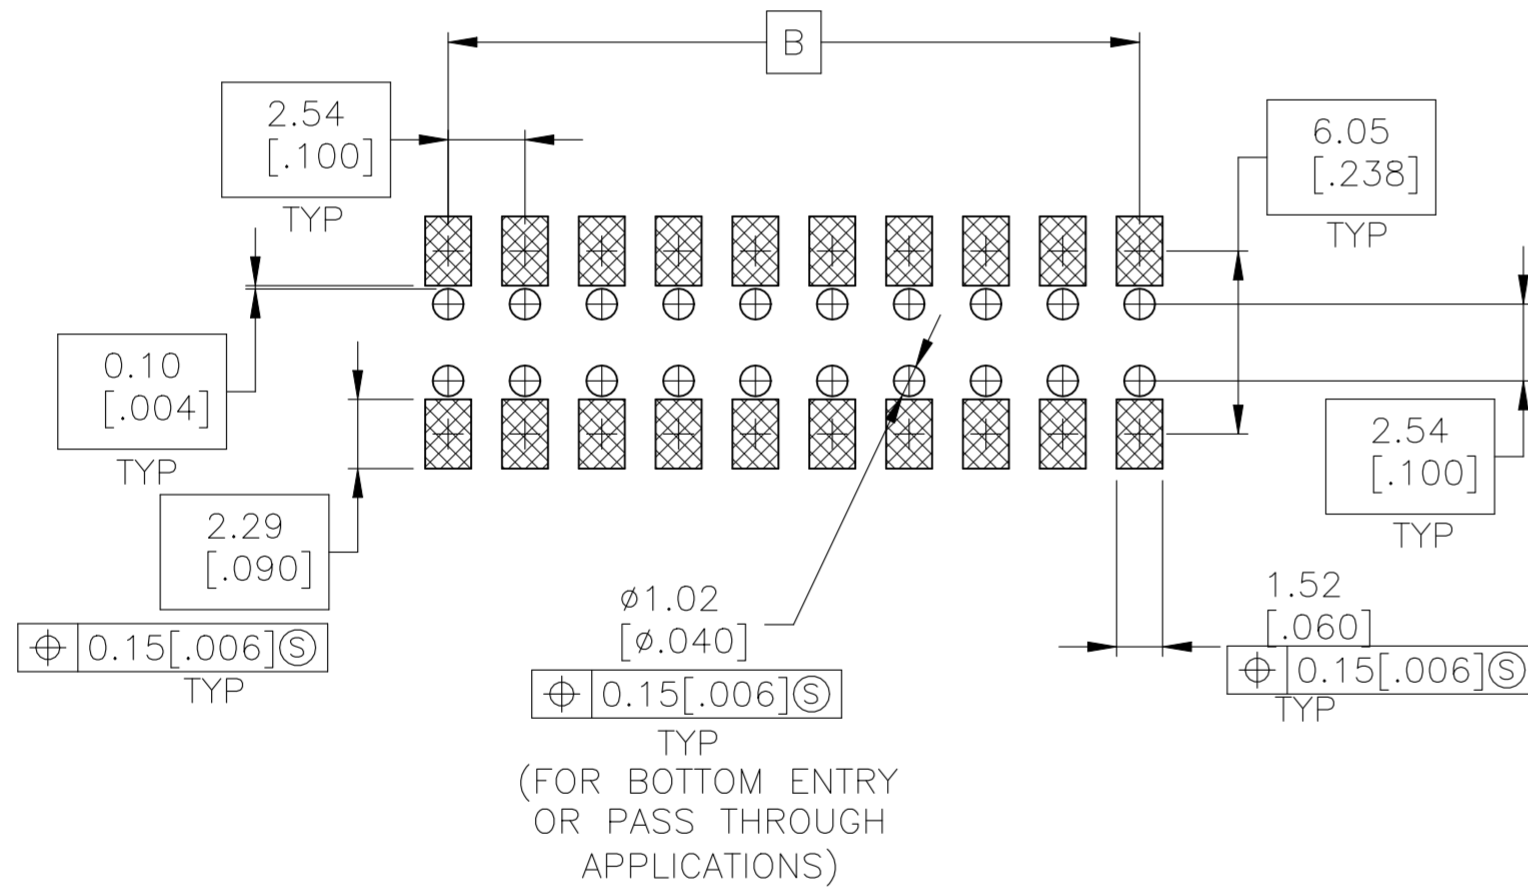 B
2.54
[.100]
TYP
6.05
[.238]
TYP
0.10
[.004]
TYP
2.54
[.100]
TYP
2.29
[.090]
⌖ 0.15[.006]Ⓢ
TYP
ø1.02
[ø.040]
⌖ 0.15[.006]Ⓢ
TYP
(FOR BOTTOM ENTRY
OR PASS THROUGH
APPLICATIONS)
1.52
[.060]
⌖ 0.15[.006]Ⓢ
TYP